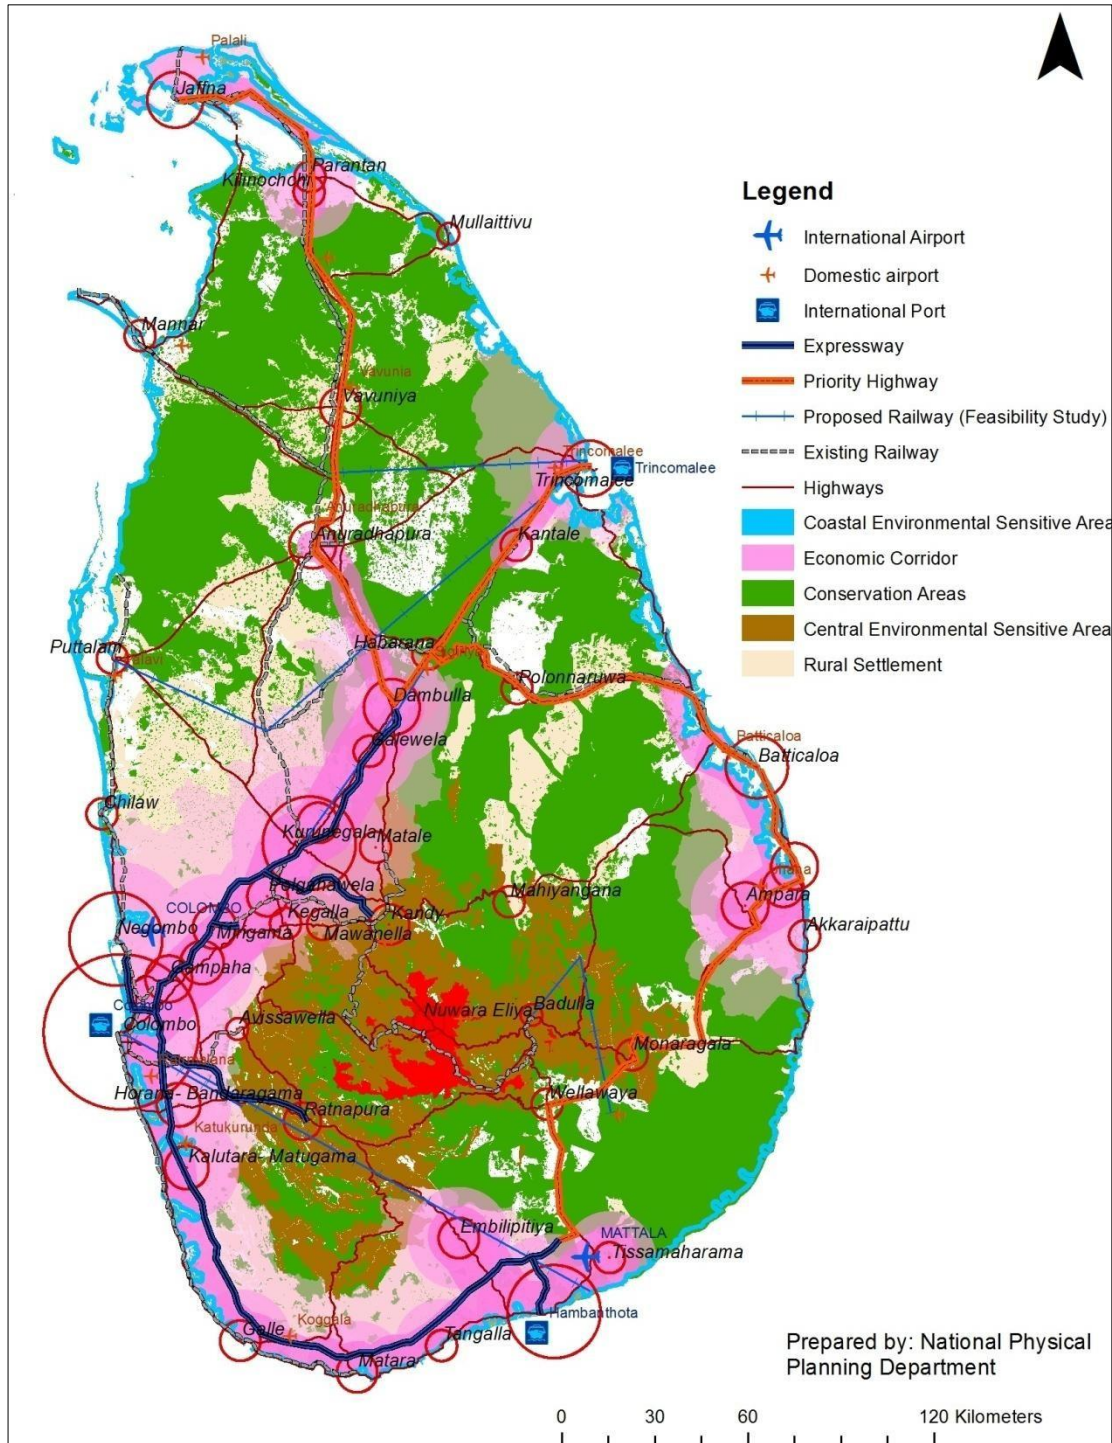 Palali
Jaffna
Parantan
Kilinochchi
Mullaittivu
Mannar
Vavunia
Vavuniya
Trincomalee
Trincomalee
Trincomalee
Anuradhapura
Anuradhapura
Kantale
Habarana
Puttalam
Polonnaruwa
Dambulla
Galewela
Batticaloa
Batticaloa
Chilaw
Kurunegala
Matale
Polgahawela
Mahiyangana
Ampara
COLOMBO
Negombo
Kegalla
Kandy
Mirigama
Mawanella
Akkaraipattu
Gampaha
Colombo
Avissawella
Nuwara Eliya
Badulla
Monaragala
Horana- Bandaragama
Wellawaya
Ratnapura
Katukurunda
Kalutara- Matugama
Embilipitiya
MATTALA
Tissamaharama
Hambanthota
Koggala
Galle
Tangalla
Matara
Legend
International Airport
Domestic airport
International Port
Expressway
Priority Highway
Proposed Railway (Feasibility Study)
Existing Railway
Highways
Coastal Environmental Sensitive Area
Economic Corridor
Conservation Areas
Central Environmental Sensitive Area
Rural Settlement
Prepared by: National Physical
Planning Department
0 30 60 120 Kilometers